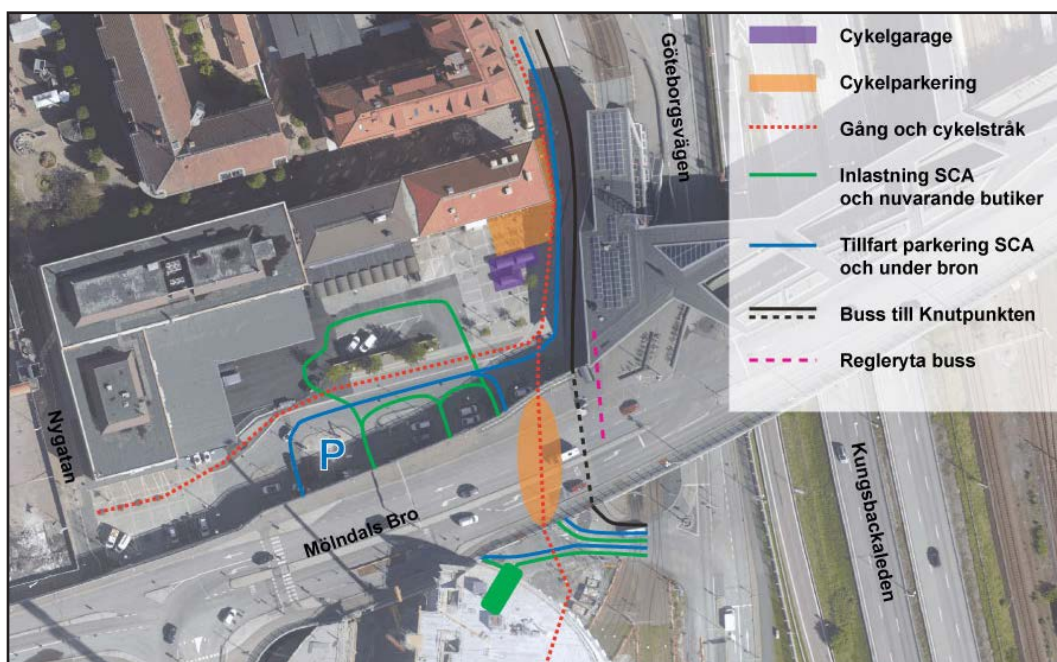 Göteborgsvägen
Cykelgarage
Cykelparkering
Gång och cykelstråk
Inlastning SCA
och nuvarande butiker
Tillfart parkering SCA
och under bron
Buss till Knutpunkten
Regleryta buss
Nygatan
P
Mölndals Bro
Kungsbackaleden